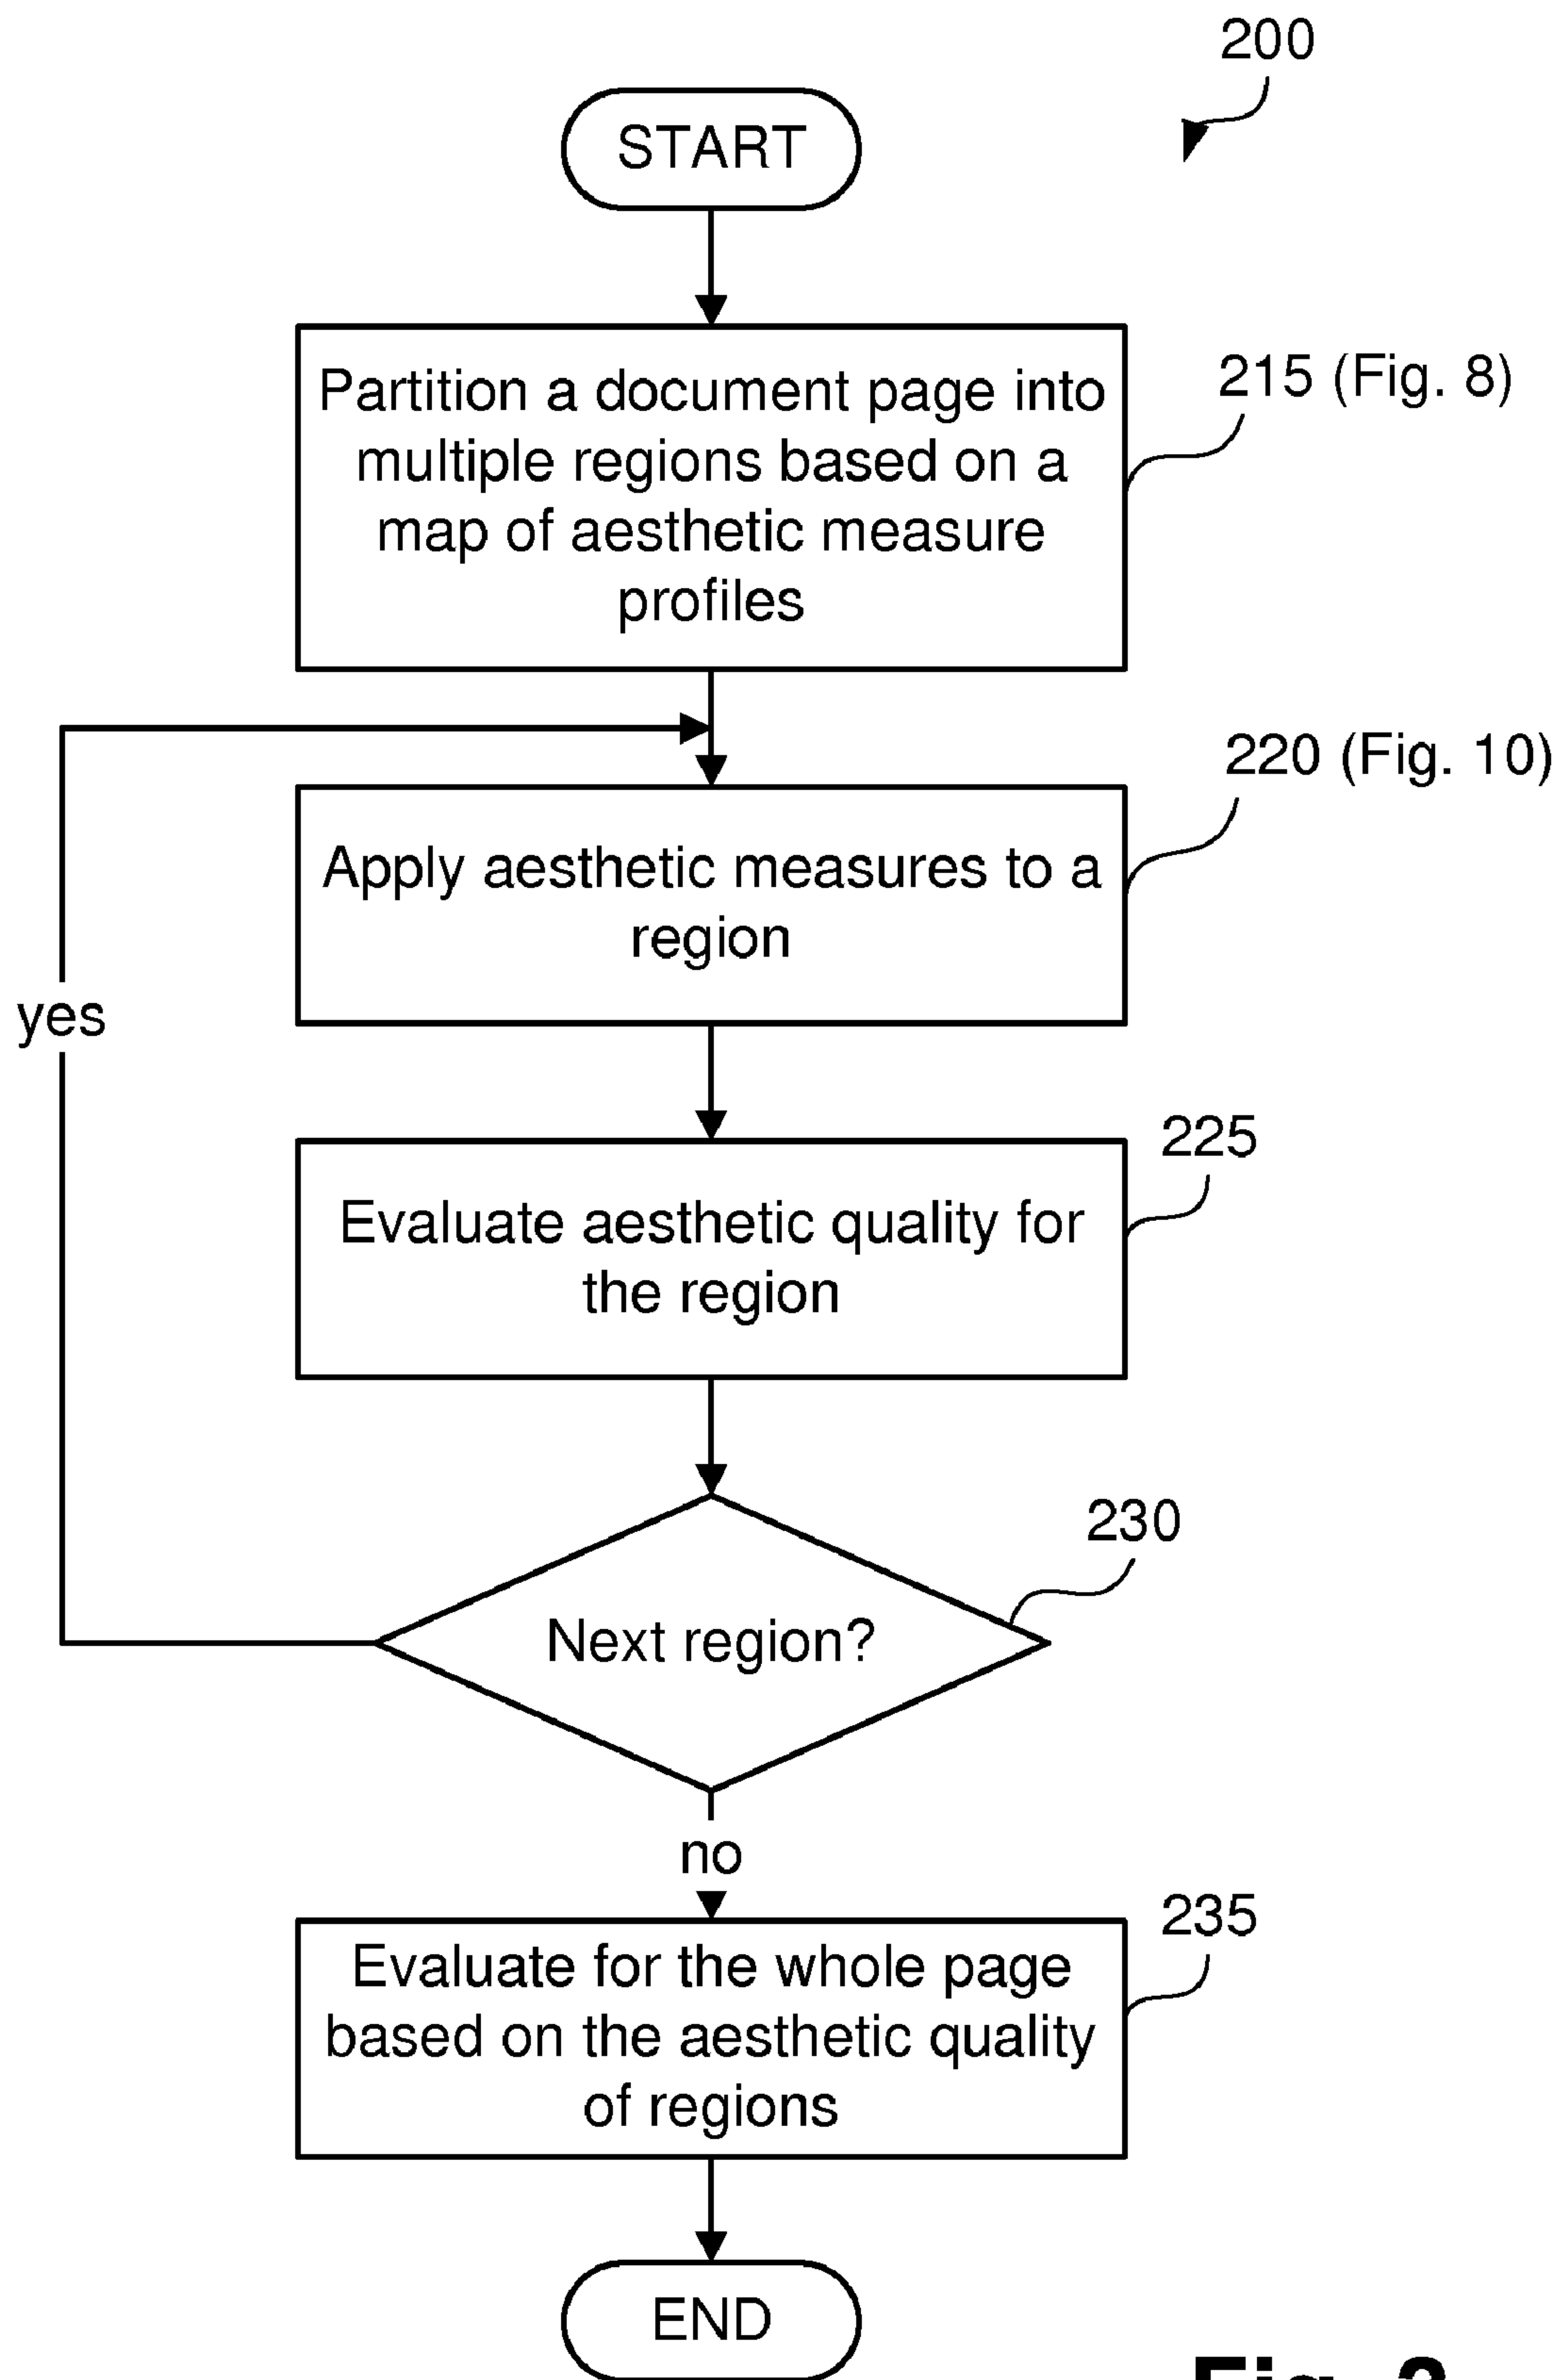 200
START
Partition a document page into
multiple regions based on a
map of aesthetic measure
profiles
215 (Fig. 8)
220 (Fig. 10)
Apply aesthetic measures to a
region
yes
225
Evaluate aesthetic quality for
the region
230
Next region?
no
235
Evaluate for the whole page
based on the aesthetic quality
of regions
END
Fig.